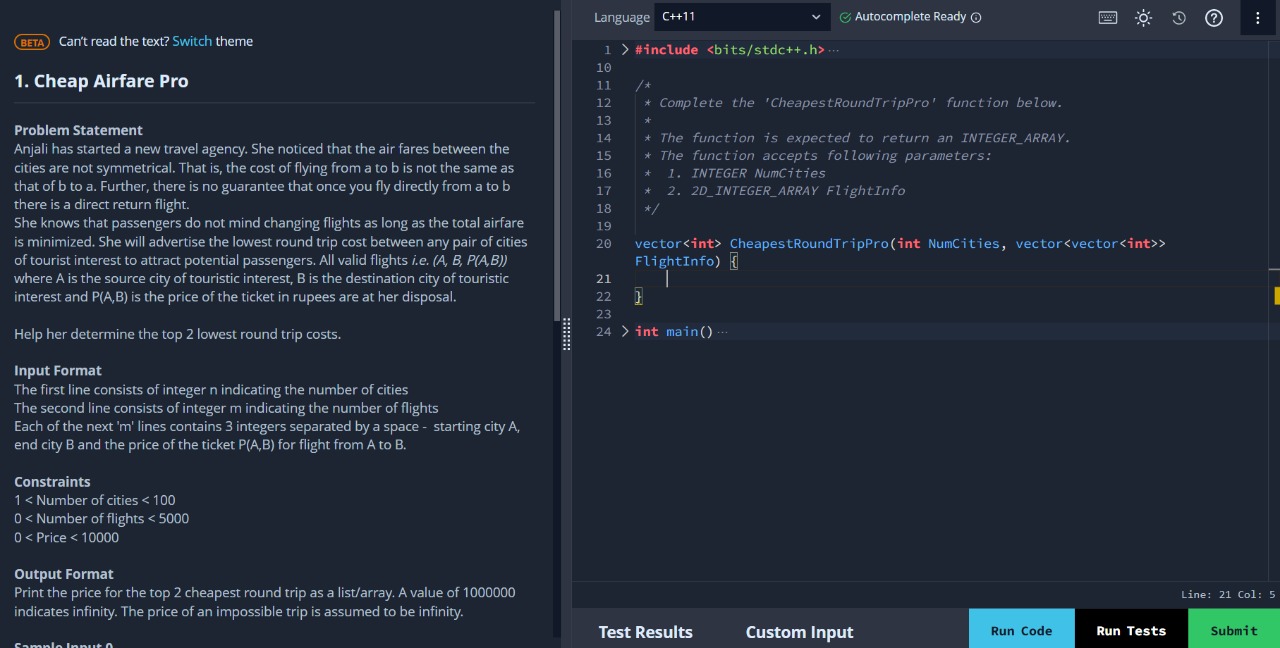 BETA Can't read the text? Switch theme
1. Cheap Airfare Pro
Problem Statement
Anjali has started a new travel agency. She noticed that the air fares between the
cities are not symmetrical. That is, the cost of flying from a to b is not the same as
that of b to a. Further, there is no guarantee that once you fly directly from a to b
there is a direct return flight.
She knows that passengers do not mind changing flights as long as the total airfare
is minimized. She will advertise the lowest round trip cost between any pair of cities
of tourist interest to attract potential passengers. All valid flights i.e. (A, B, P(A,B))
where A is the source city of touristic interest, B is the destination city of touristic
interest and P(A,B) is the price of the ticket in rupees are at her disposal.
Help her determine the top 2 lowest round trip costs.
Input Format
The first line consists of integer n indicating the number of cities
The second line consists of integer m indicating the number of flights
Each of the next 'm' lines contains 3 integers separated by a space - starting city A,
end city B and the price of the ticket P(A,B) for flight from A to B.
Constraints
1 < Number of cities < 100
0 < Number of flights < 5000
0 < Price < 10000
Output Format
Print the price for the top 2 cheapest round trip as a list/array. A value of 1000000
indicates infinity. The price of an impossible trip is assumed to be infinity.
Sample Input 0
Language C++11 Autocomplete Ready
1 #include <bits/stdc++.h> ...
10
11 /*
12 * Complete the 'CheapestRoundTripPro' function below.
13 *
14 * The function is expected to return an INTEGER_ARRAY.
15 * The function accepts following parameters:
16 * 1. INTEGER NumCities
17 * 2. 2D_INTEGER_ARRAY FlightInfo
18 */
19
20 vector<int> CheapestRoundTripPro(int NumCities, vector<vector<int>>
FlightInfo) {
21
22 }
23
24 int main() ...
Line: 21 Col: 5
Test Results Custom Input Run Code Run Tests Submit